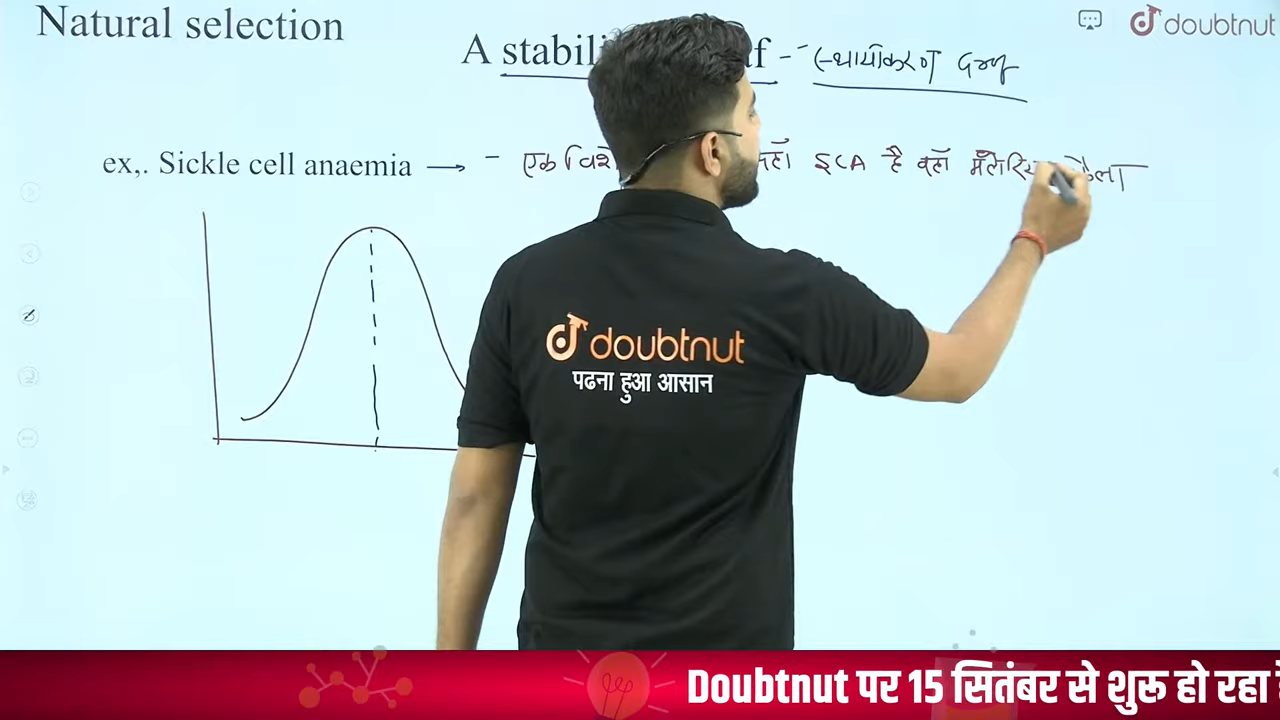 Natural selection
doubtnut
A stabili af -- स्थायीकरण ग्राफ
ex,. Sickle cell anaemia → - एक विशे जहाँ SCA है वहाँ मलेरिया फैला
doubtnut
पढना हुआ आसान
Doubtnut पर 15 सितंबर से शुरू हो रहा